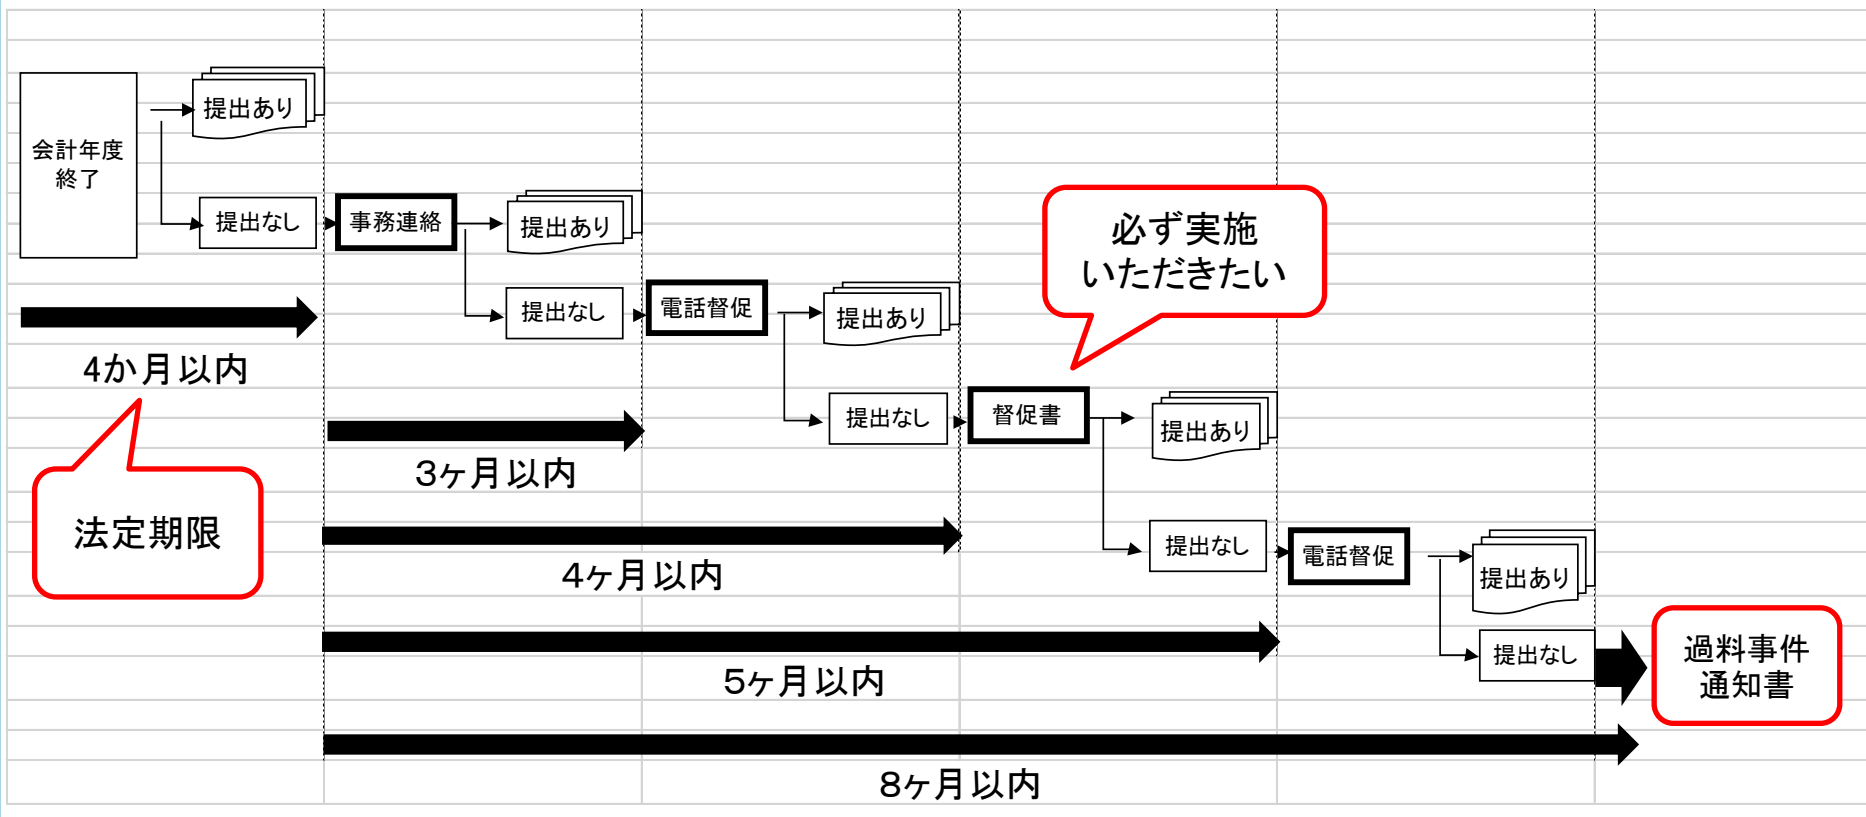 会計年度
終了
提出あり
提出なし
事務連絡
提出あり
提出なし
電話督促
提出あり
提出なし
督促書
提出あり
提出なし
電話督促
提出あり
提出なし
過料事件
通知書
必ず実施
いただきたい
4か月以内
法定期限
3ヶ月以内
4ヶ月以内
5ヶ月以内
8ヶ月以内